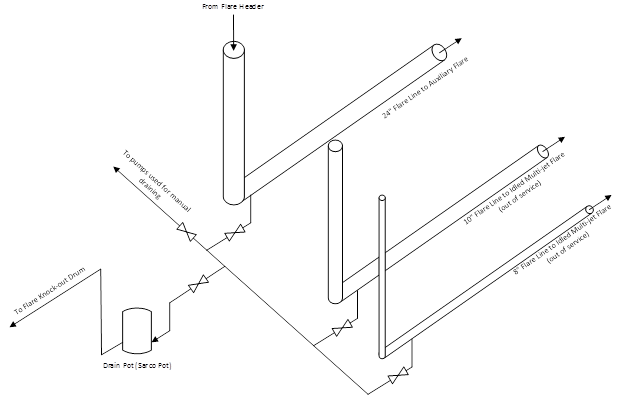 From Flare Header
24" Flare Line to Auxiliary Flare
To pumps used for manual
draining
10" Flare Line to Idled Multi-jet Flare
(out of service)
8" Flare Line to Idled Multi-jet Flare
(out of service)
To Flare Knock-out Drum
Drain Pot (Sarco Pot)